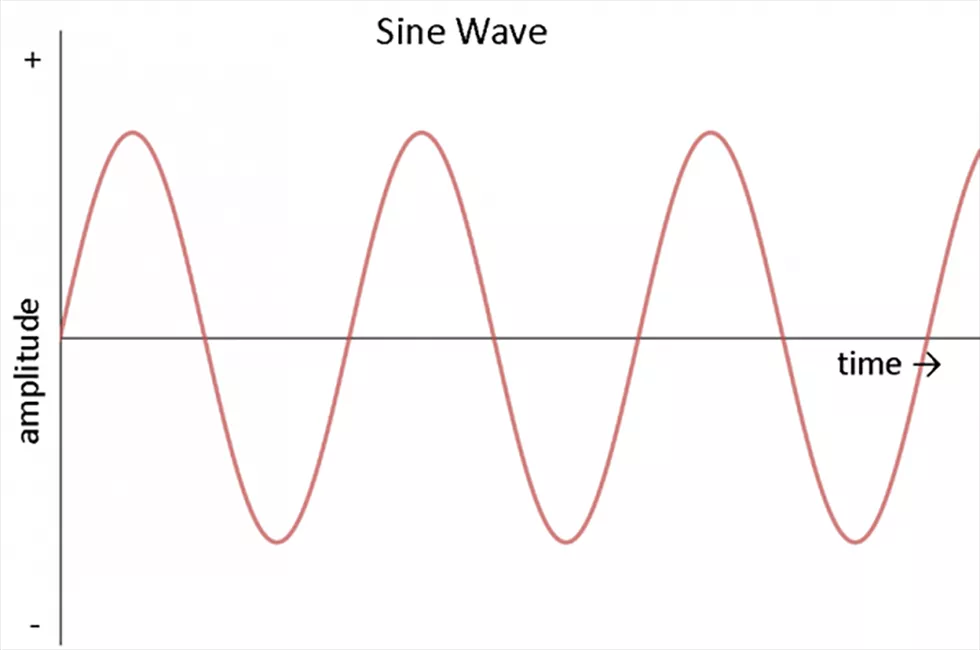 Sine Wave
+
amplitude
time →
-